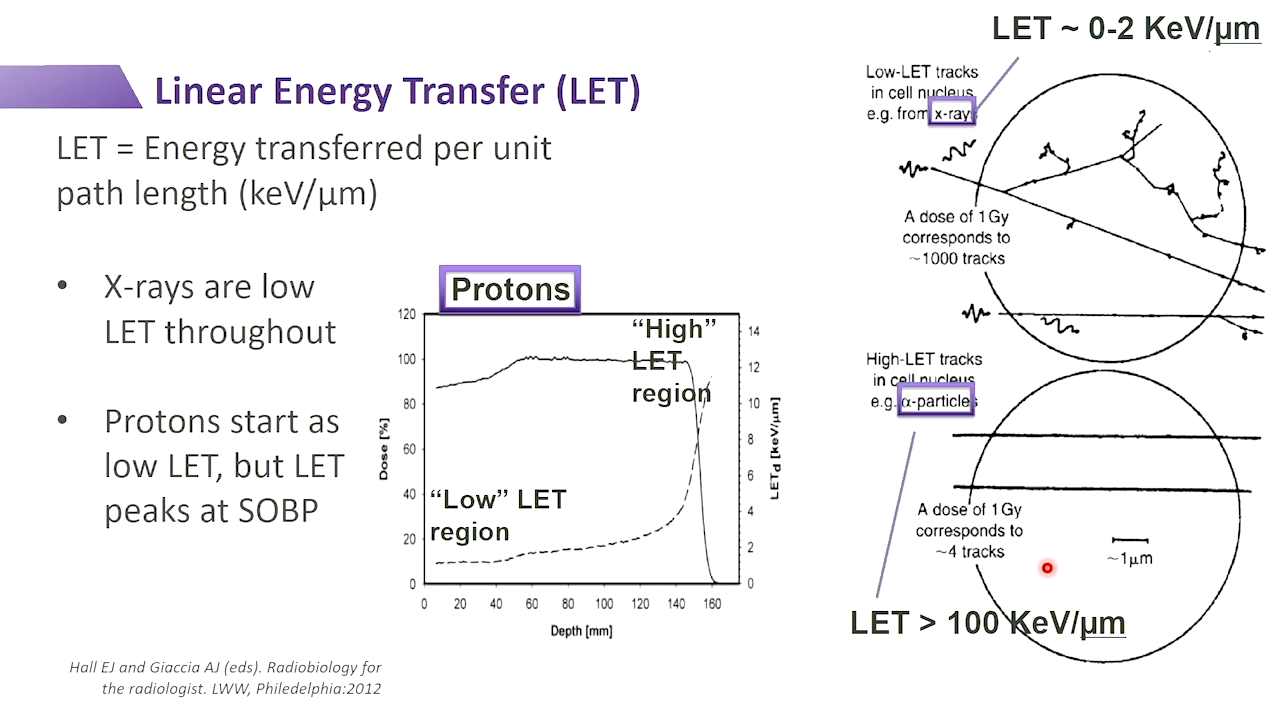 LET ~ 0-2 KeV/µm
Linear Energy Transfer (LET)
LET = Energy transferred per unit
path length (keV/µm)
• X-rays are low
LET throughout
• Protons start as
low LET, but LET
peaks at SOBP
Protons
“High”
LET
region
“Low” LET
region
120
100
80
60
40
20
0
Dose [%]
14
12
10
8
6
4
2
0
LETd [keV/µm]
0 20 40 60 80 100 120 140 160
Depth [mm]
Low-LET tracks
in cell nucleus
e.g. from x-rays
A dose of 1 Gy
corresponds to
~1000 tracks
High-LET tracks
in cell nucleus
e.g. α-particles
A dose of 1 Gy
corresponds to
~4 tracks
~1µm
LET > 100 KeV/µm
Hall EJ and Giaccia AJ (eds). Radiobiology for
the radiologist. LWW, Philedelphia:2012